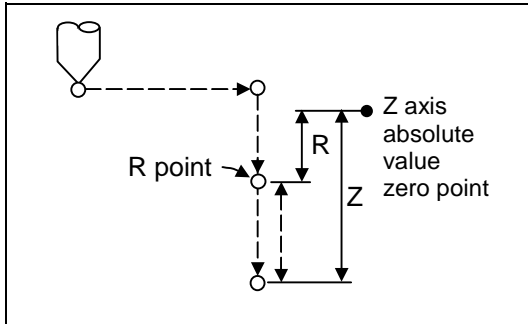 Z axis
absolute
value
zero point
R
R point
Z